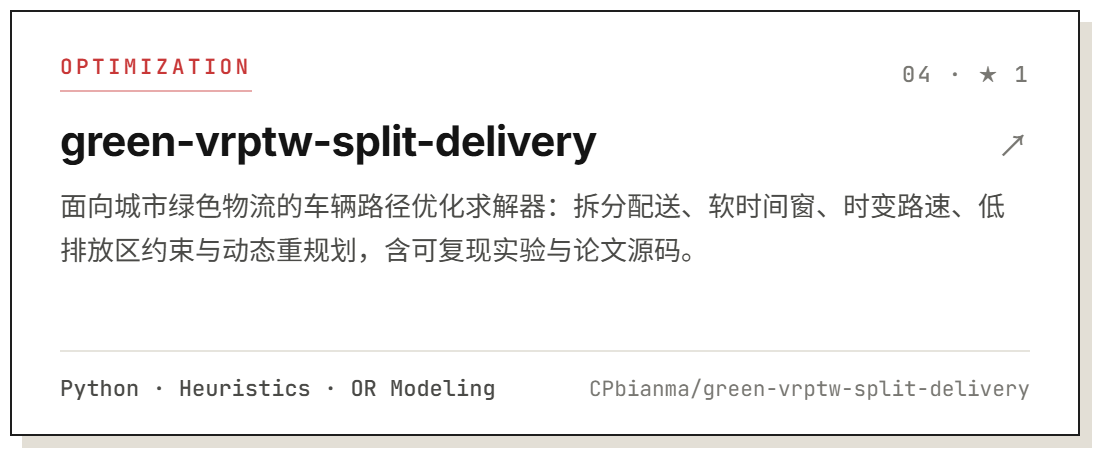 OPTIMIZATION
04 · ★ 1
green-vrptw-split-delivery
↗
面向城市绿色物流的车辆路径优化求解器：拆分配送、软时间窗、时变路速、低
排放区约束与动态重规划，含可复现实验与论文源码。
Python · Heuristics · OR Modeling
CPbianma/green-vrptw-split-delivery